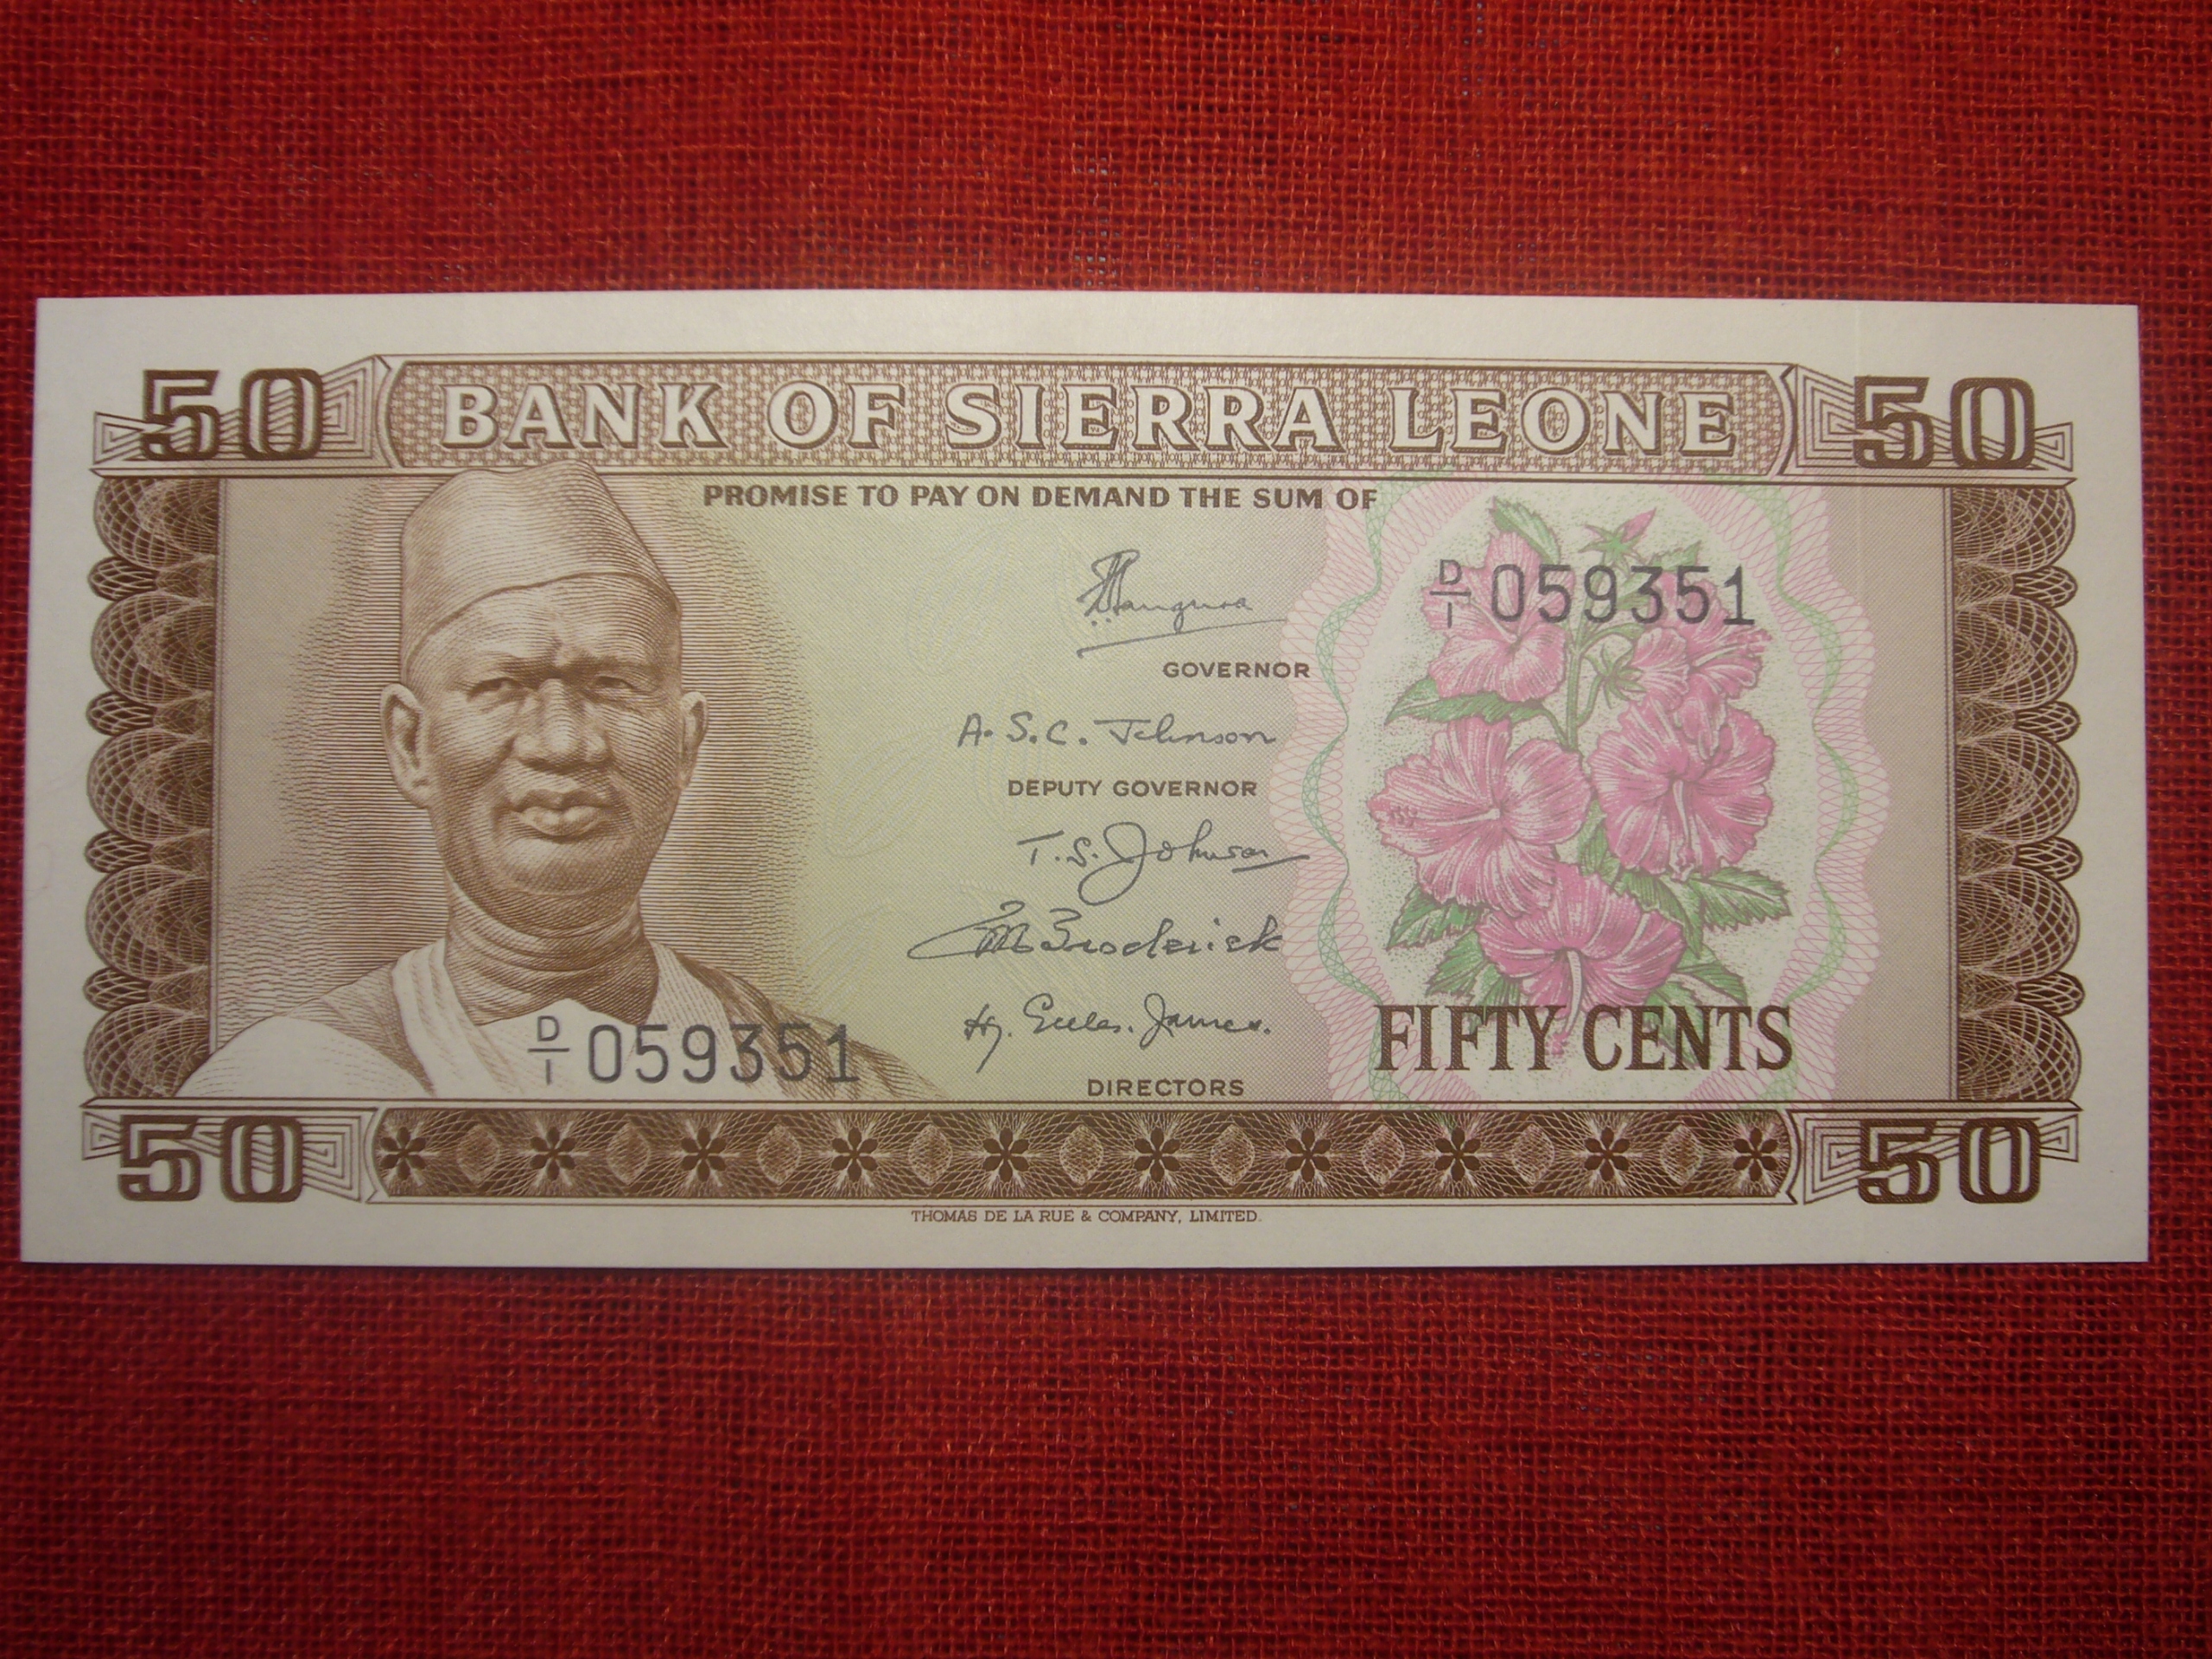 50 BANK OF SIERRA LEONE 50
PROMISE TO PAY ON DEMAND THE SUM OF
D/1 059351
GOVERNOR
A. S. C. Johnson
DEPUTY GOVERNOR
T. S. Johnson
Broderick
FIFTY CENTS
D/1 059351
DIRECTORS
50 50
THOMAS DE LA RUE & COMPANY, LIMITED.